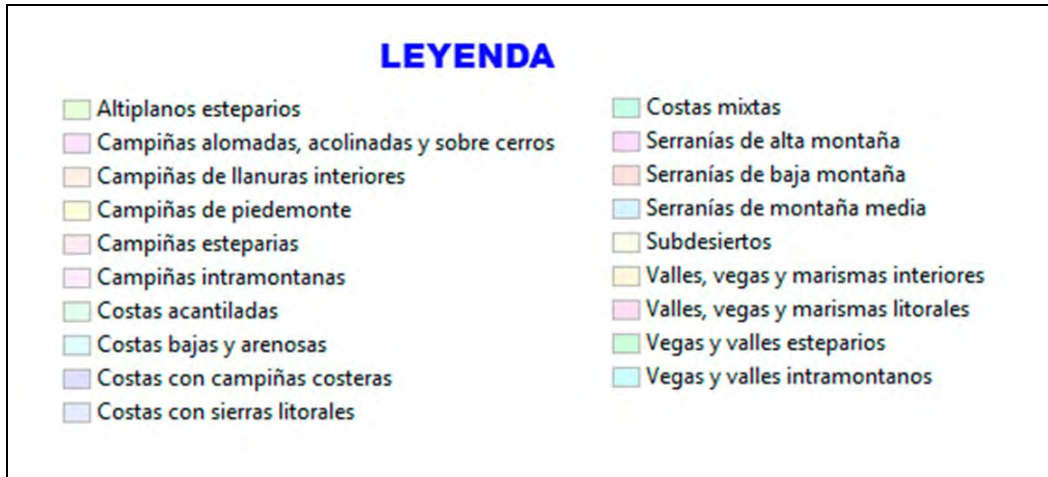 LEYENDA
Altiplanos esteparios
Campiñas alomadas, acolinadas y sobre cerros
Campiñas de llanuras interiores
Campiñas de piedemonte
Campiñas esteparias
Campiñas intramontanas
Costas acantiladas
Costas bajas y arenosas
Costas con campiñas costeras
Costas con sierras litorales
Costas mixtas
Serranías de alta montaña
Serranías de baja montaña
Serranías de montaña media
Subdesiertos
Valles, vegas y marismas interiores
Valles, vegas y marismas litorales
Vegas y valles esteparios
Vegas y valles intramontanos